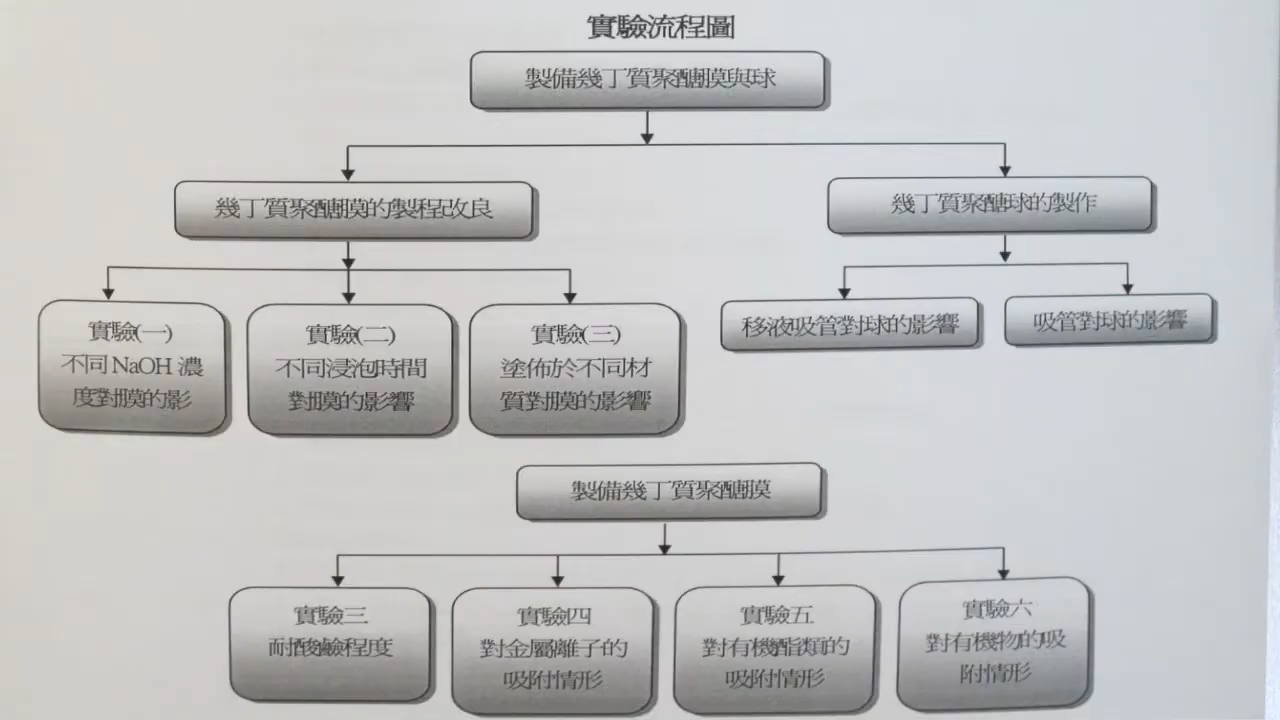 實驗流程圖
製備幾丁質聚醣膜與球
幾丁質聚醣膜的製程改良
幾丁質聚醣球的製作
實驗(一)
不同 NaOH 濃
度對膜的影
實驗(二)
不同浸泡時間
對膜的影響
實驗(三)
塗佈於不同材
質對膜的影響
移液吸管對球的影響
吸管對球的影響
製備幾丁質聚醣膜
實驗三
耐酸鹼程度
實驗四
對金屬離子的
吸附情形
實驗五
對有機酯類的
吸附情形
實驗六
對有機物的吸
附情形